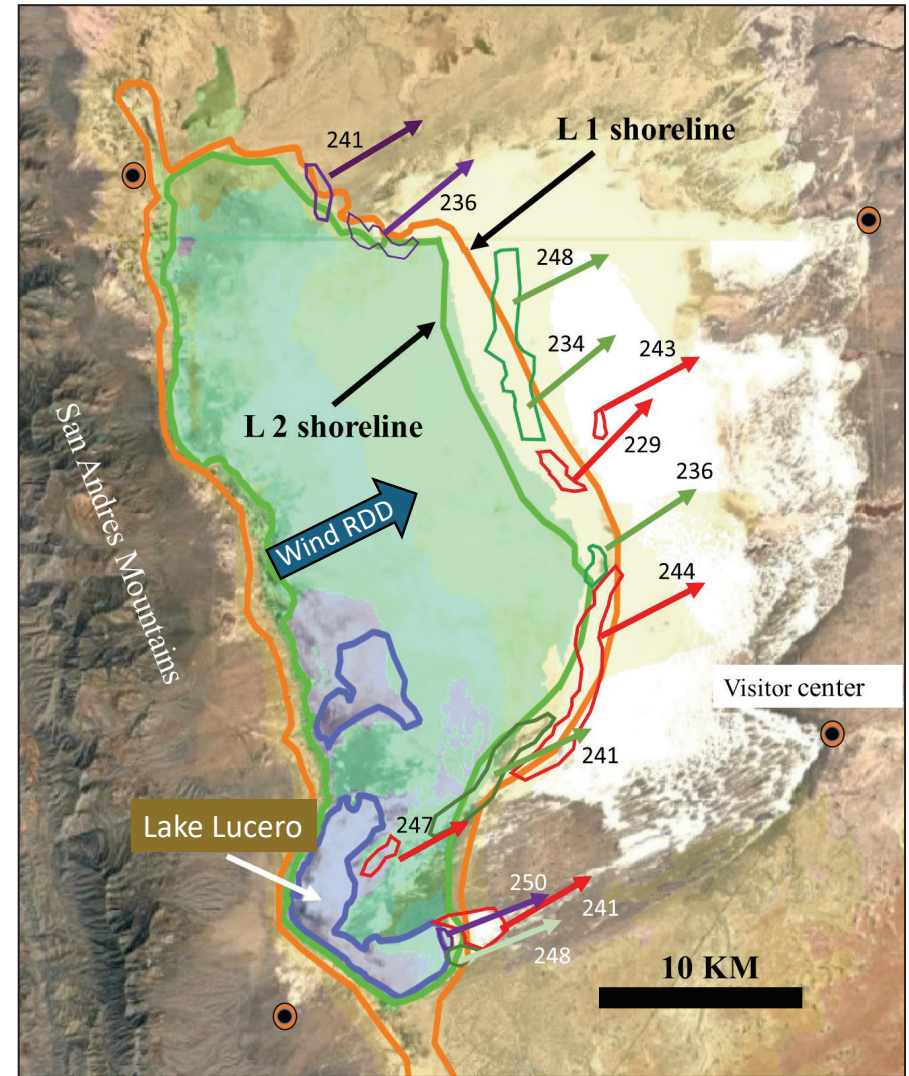 241
L 1 shoreline
236
248
234
243
229
L 2 shoreline
236
San Andres Mountains
Wind RDD
244
Visitor center
241
Lake Lucero
247
250
241
248
10 KM